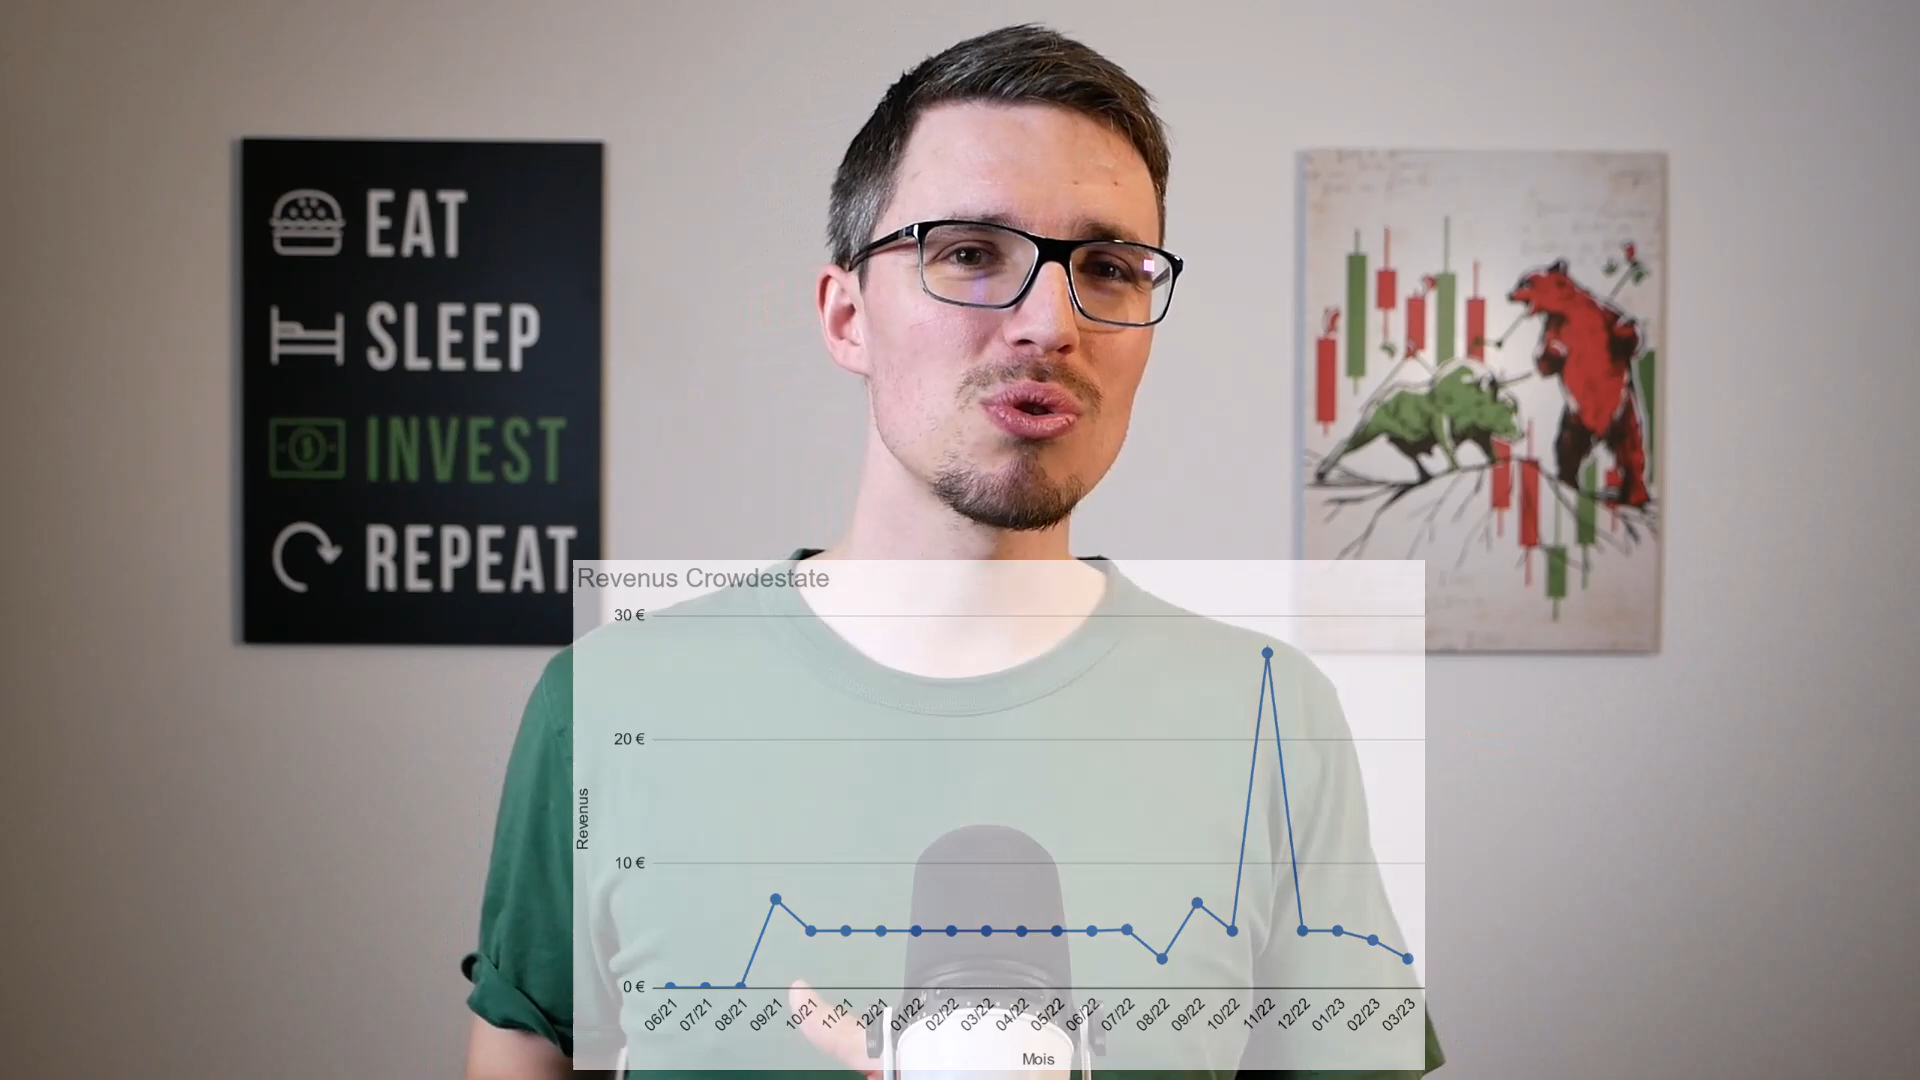 EAT
SLEEP
INVEST
REPEAT
Revenus Crowdestate
30 €
20 €
10 €
0 €
Revenus
06/21 07/21 08/21 09/21 10/21 11/21 12/21 01/22 02/22 03/22 04/22 05/22 06/22 07/22 08/22 09/22 10/22 11/22 12/22 01/23 02/23 03/23
Mois